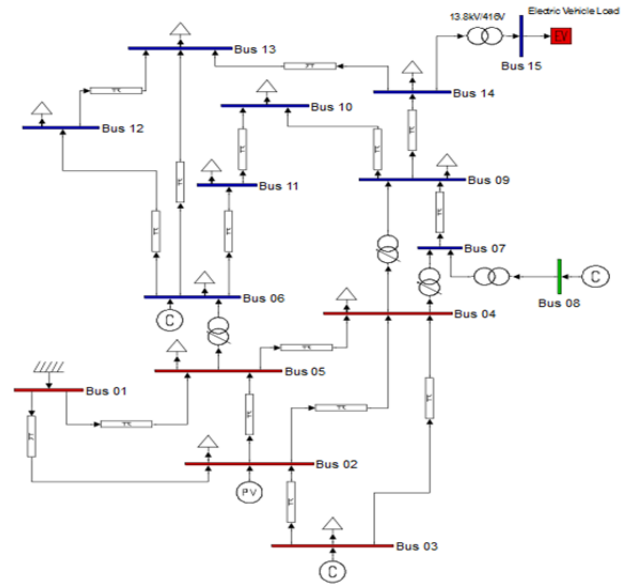 Electric Vehicle Load
13.8kV/416V
EV
Bus 15
Bus 13
Bus 14
Bus 10
Bus 12
Bus 11
Bus 09
Bus 07
Bus 08
C
Bus 06
C
Bus 04
Bus 05
Bus 01
Bus 02
PV
Bus 03
C